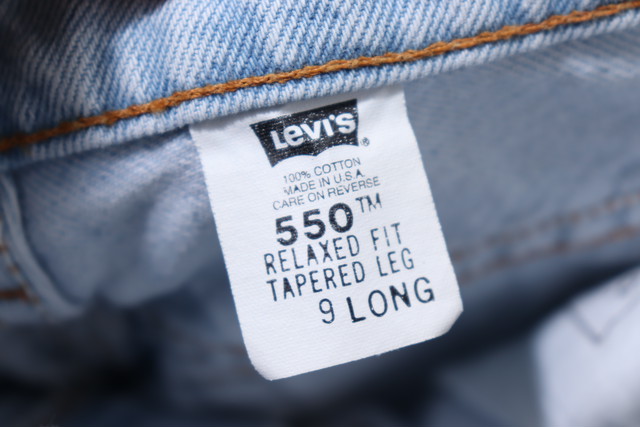 Levi's®
100% COTTON
MADE IN U.S.A.
CARE ON REVERSE
550™
RELAXED FIT
TAPERED LEG
9 LONG